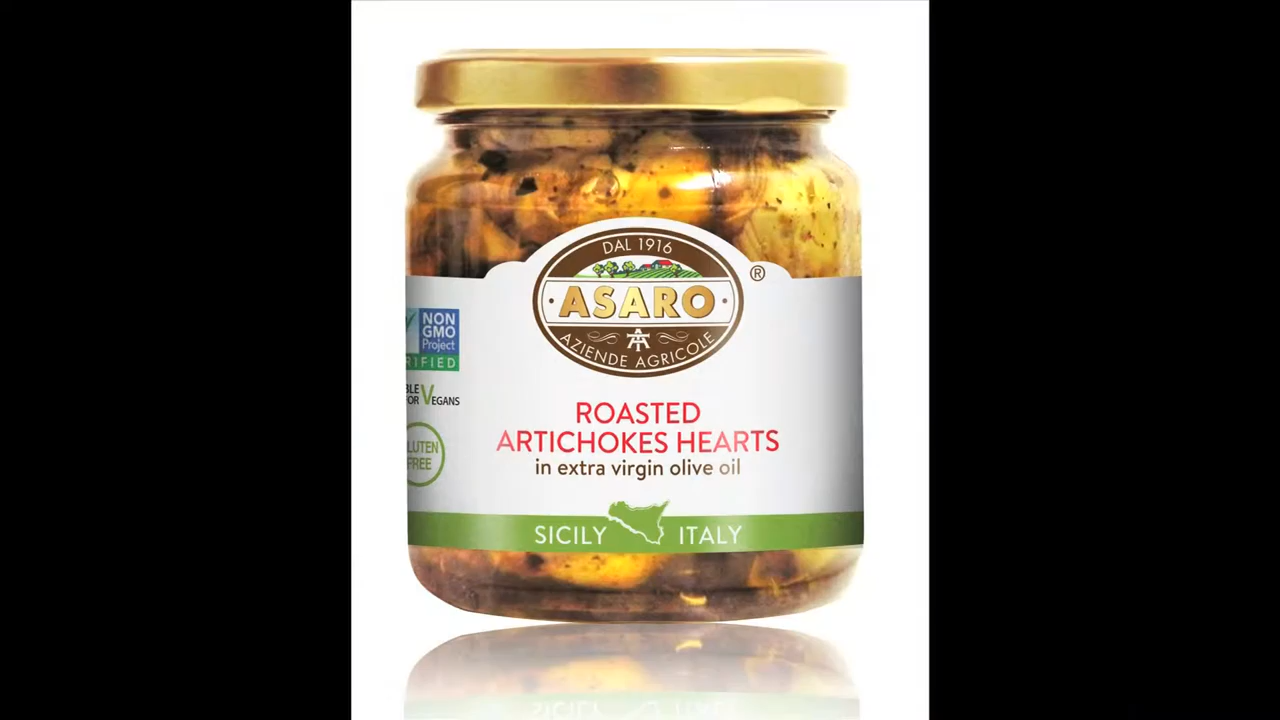 DAL 1916
ASARO
AZIENDE AGRICOLE
®
NON
GMO
Project
RIFIED
BLE
FOR VEGANS
LUTEN
FREE
ROASTED
ARTICHOKES HEARTS
in extra virgin olive oil
SICILY ITALY